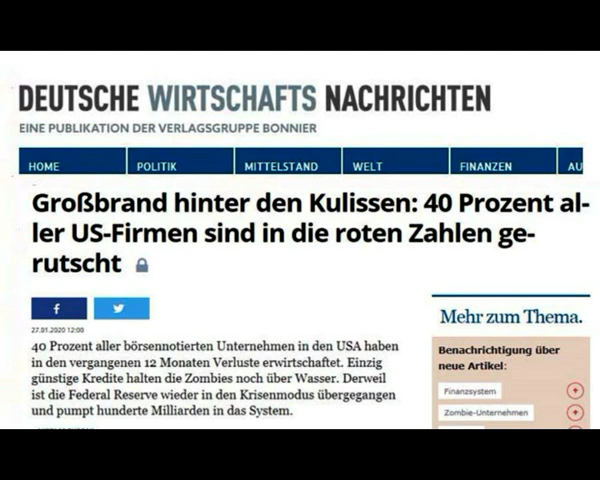 DEUTSCHE WIRTSCHAFTS NACHRICHTEN
EINE PUBLIKATION DER VERLAGSGRUPPE BONNIER
HOME POLITIK MITTELSTAND WELT FINANZEN AU
Großbrand hinter den Kulissen: 40 Prozent al-
ler US-Firmen sind in die roten Zahlen ge-
rutscht
27.01.2020 12:00
40 Prozent aller börsennotierten Unternehmen in den USA haben
in den vergangenen 12 Monaten Verluste erwirtschaftet. Einzig
günstige Kredite halten die Zombies noch über Wasser. Derweil
ist die Federal Reserve wieder in den Krisenmodus übergegangen
und pumpt hunderte Milliarden in das System.
Mehr zum Thema.
Benachrichtigung über
neue Artikel:
Finanzsystem
Zombie-Unternehmen